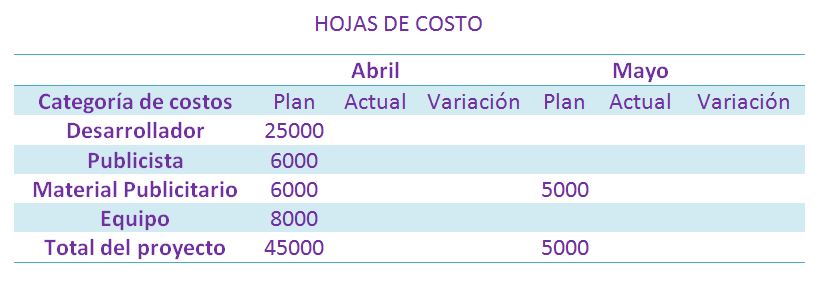 HOJAS DE COSTO
Abril Mayo
Categoría de costos Plan Actual Variación Plan Actual Variación
Desarrollador 25000
Publicista 6000
Material Publicitario 6000 5000
Equipo 8000
Total del proyecto 45000 5000